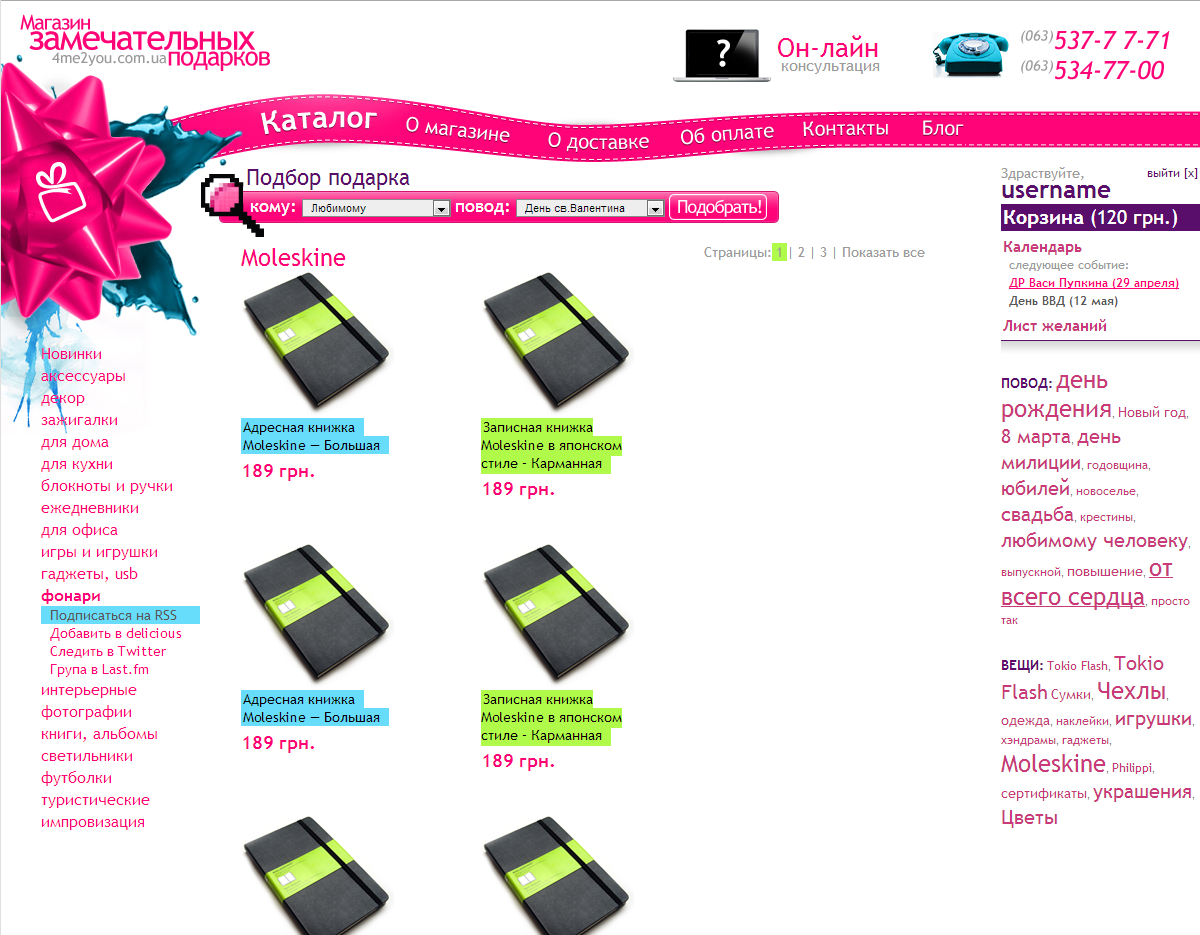 Магазин
замечательных
4me2you.com.ua подарков
?
Он-лайн
консультация
(063) 537-7 7-71
(063) 534-77-00
Каталог О магазине О доставке Об оплате Контакты Блог
Подбор подарка
кому: Любимому повод: День св.Валентина Подобрать!
Здраствуйте, выйти [x]
username
Корзина (120 грн.)
Календарь
следующее событие:
ДР Васи Пупкина (29 апреля)
День ВВД (12 мая)
Лист желаний
Moleskine
Страницы: 1 | 2 | 3 | Показать все
Новинки
аксессуары
декор
зажигалки
для дома
для кухни
блокноты и ручки
ежедневники
для офиса
игры и игрушки
гаджеты, usb
фонари
Подписаться на RSS
Добавить в delicious
Следить в Twitter
Група в Last.fm
интерьерные
фотографии
книги, альбомы
светильники
футболки
туристические
импровизация
Адресная книжка
Moleskine — Большая
189 грн.
Записная книжка
Moleskine в японском
стиле - Карманная
189 грн.
Адресная книжка
Moleskine — Большая
189 грн.
Записная книжка
Moleskine в японском
стиле - Карманная
189 грн.
ПОВОД: день
рождения, Новый год,
8 марта, день
милиции, годовщина,
юбилей, новоселье,
свадьба, крестины,
любимому человеку,
выпускной, повышение, от
всего сердца, просто
так
ВЕЩИ: Tokio Flash, Tokio
Flash Сумки, Чехлы,
одежда, наклейки, игрушки,
хэндрамы, гаджеты,
Moleskine, Philippi,
сертификаты, украшения,
Цветы